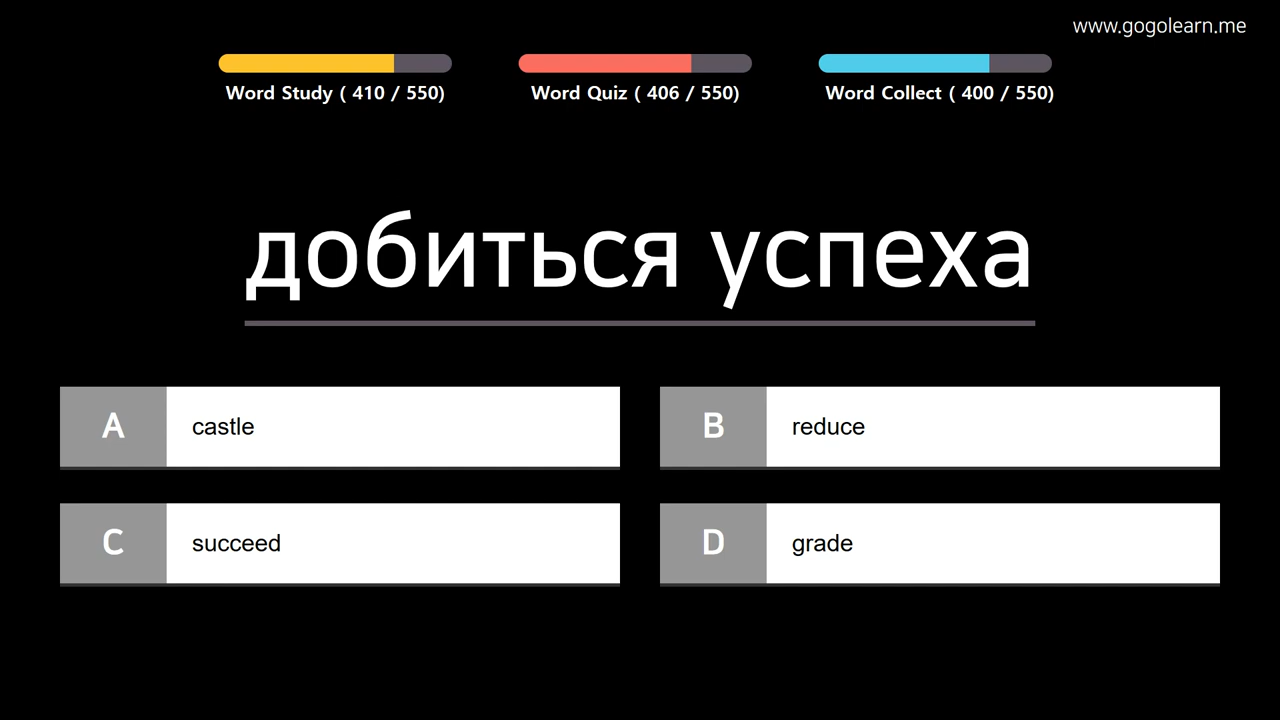 www.gogolearn.me
Word Study ( 410 / 550)
Word Quiz ( 406 / 550)
Word Collect ( 400 / 550)
добиться успеха
A castle
B reduce
C succeed
D grade